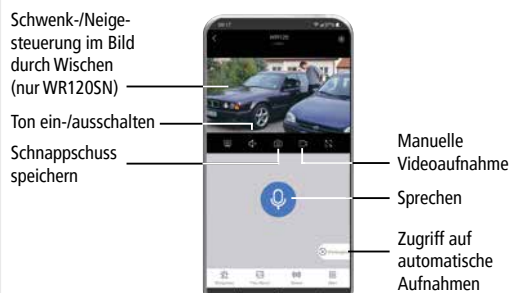 Schwenk-/Neige-
steuerung im Bild
durch Wischen
(nur WR120SN)
Ton ein-/ausschalten
Schnappschuss
speichern
WR120
Manuelle
Videoaufnahme
Sprechen
Zugriff auf
automatische
Aufnahmen